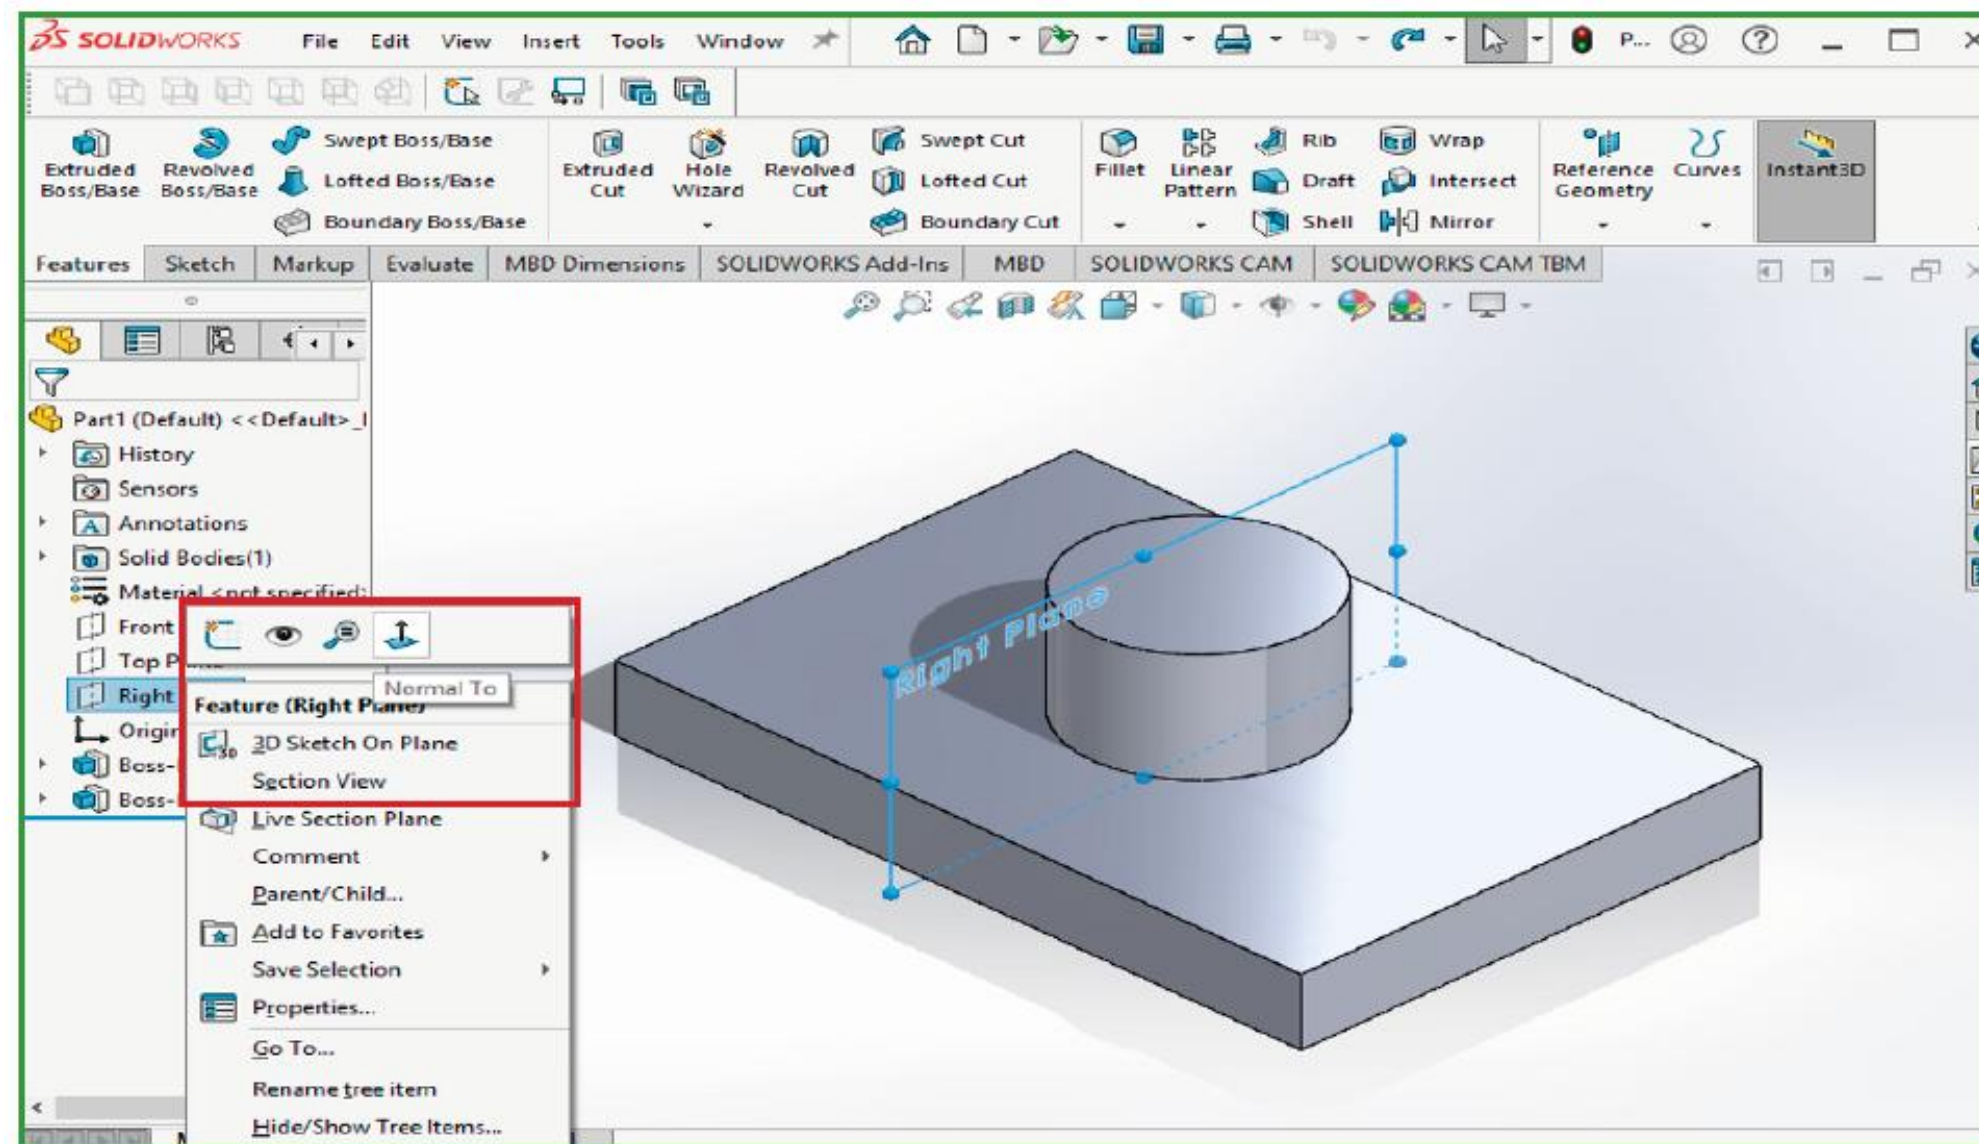 SOLIDWORKS File Edit View Insert Tools Window P...
Extruded Boss/Base
Revolved Boss/Base
Swept Boss/Base
Lofted Boss/Base
Boundary Boss/Base
Extruded Cut
Hole Wizard
Revolved Cut
Swept Cut
Lofted Cut
Boundary Cut
Fillet
Linear Pattern
Rib
Draft
Shell
Wrap
Intersect
Mirror
Reference Geometry
Curves
Instant3D
Features Sketch Markup Evaluate MBD Dimensions SOLIDWORKS Add-Ins MBD SOLIDWORKS CAM SOLIDWORKS CAM TBM
Part1 (Default) <<Default>_
History
Sensors
Annotations
Solid Bodies(1)
Material <not specified>
Front
Top P
Right
Origin
Boss-
Boss-
Normal To
Feature (Right Plane)
3D Sketch On Plane
Section View
Live Section Plane
Comment
Parent/Child...
Add to Favorites
Save Selection
Properties...
Go To...
Rename tree item
Hide/Show Tree Items...
Right Plane